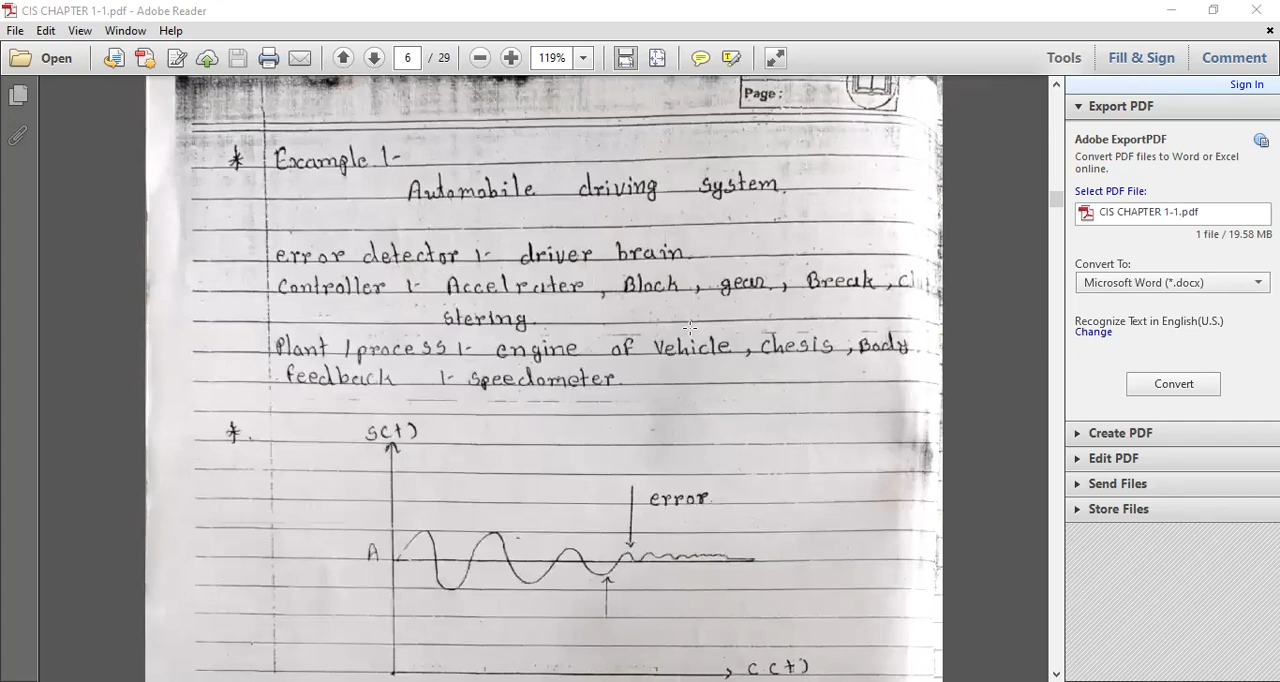 CIS CHAPTER 1-1.pdf - Adobe Reader
File Edit View Window Help
Open 6 / 29 119% Tools Fill & Sign Comment
Sign In
Page :
* Example 1-
Automobile driving system.
error detector 1- driver brain.
Controller 1- Accelrater, gear, Break,
stering.
Plant / process 1- engine of vehicle, chesis, Body
feedback 1- speedometer.
*.
error.
A
c(t)
Export PDF
Adobe ExportPDF
Convert PDF files to Word or Excel
online.
Select PDF File:
CIS CHAPTER 1-1.pdf
1 file / 19.58 MB
Convert To:
Microsoft Word (*.docx)
Recognize Text in English(U.S.)
Change
Convert
Create PDF
Edit PDF
Send Files
Store Files